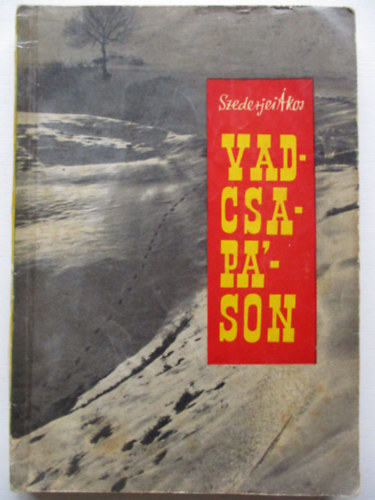 Szederjei Ákos
VAD-
CSA-
PÁ-
SON